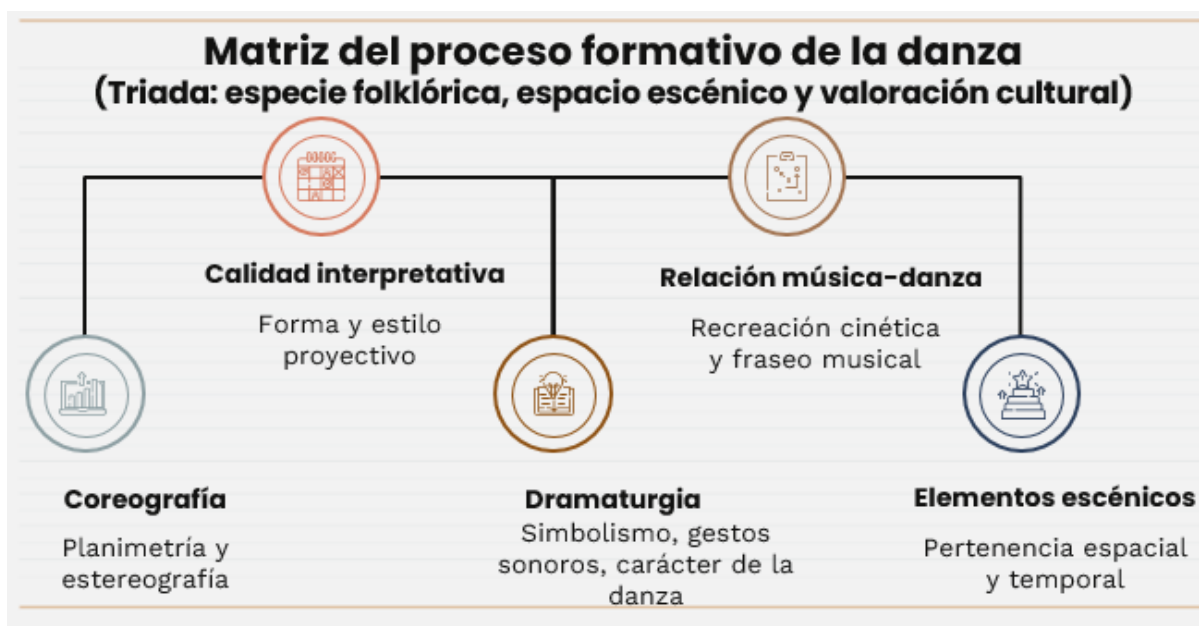 Matriz del proceso formativo de la danza
(Triada: especie folklórica, espacio escénico y valoración cultural)
Calidad interpretativa
Forma y estilo
proyectivo
Relación música-danza
Recreación cinética
y fraseo musical
Coreografía
Planimetría y
estereografía
Dramaturgia
Simbolismo, gestos
sonoros, carácter de la
danza
Elementos escénicos
Pertenencia espacial
y temporal